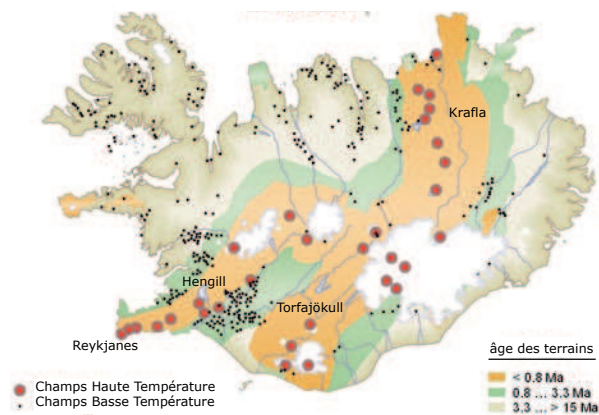 Krafla
Hengill
Torfajökull
Reykjanes
Champs Haute Température
Champs Basse Température
âge des terrains
< 0.8 Ma
0.8 ... 3.3 Ma
3.3 ... > 15 Ma